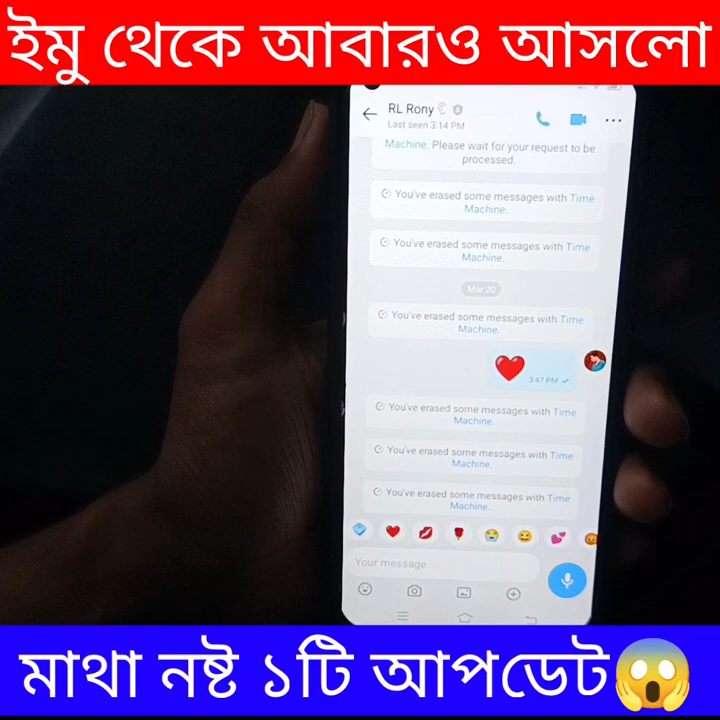 ইমু থেকে আবারও আসলো
RL Rony
Last seen 3:14 PM
Machine. Please wait for your request to be
processed.
You've erased some messages with Time
Machine.
You've erased some messages with Time
Machine.
Mar 20
You've erased some messages with Time
Machine.
3:47 PM
You've erased some messages with Time
Machine.
You've erased some messages with Time
Machine.
You've erased some messages with Time
Machine.
Your message
মাথা নষ্ট ১টি আপডেট😱